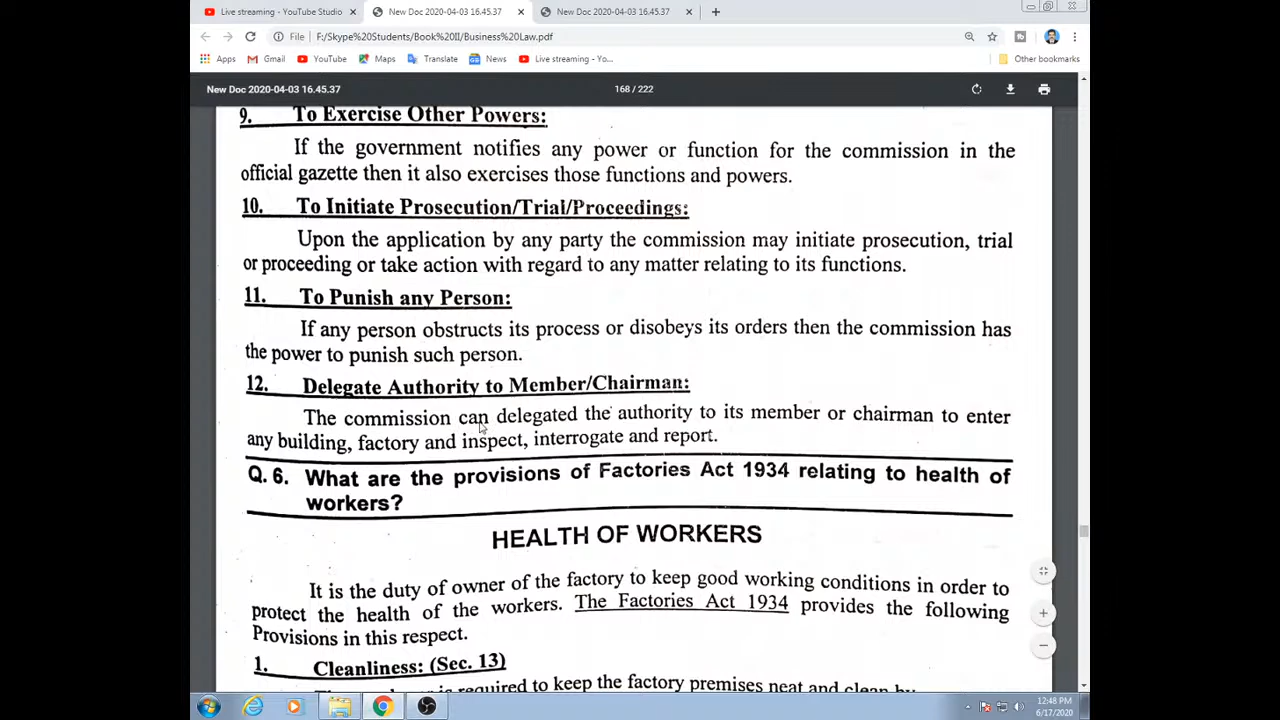 Live streaming - YouTube Studio
New Doc 2020-04-03 16.45.37
New Doc 2020-04-03 16.45.37
File
F:/Skype%20Students/Book%20II/Business%20Law.pdf
Apps Gmail YouTube Maps Translate News Live streaming - Yo...
Other bookmarks
New Doc 2020-04-03 16.45.37
168 / 222
9. To Exercise Other Powers:
If the government notifies any power or function for the commission in the
official gazette then it also exercises those functions and powers.
10. To Initiate Prosecution/Trial/Proceedings:
Upon the application by any party the commission may initiate prosecution, trial
or proceeding or take action with regard to any matter relating to its functions.
11. To Punish any Person:
If any person obstructs its process or disobeys its orders then the commission has
the power to punish such person.
12. Delegate Authority to Member/Chairman:
The commission can delegated the authority to its member or chairman to enter
any building, factory and inspect, interrogate and report.
Q. 6. What are the provisions of Factories Act 1934 relating to health of
workers?
HEALTH OF WORKERS
It is the duty of owner of the factory to keep good working conditions in order to
protect the health of the workers. The Factories Act 1934 provides the following
Provisions in this respect.
1. Cleanliness: (Sec. 13)
is required to keep the factory premises neat and clean by
12:48 PM
6/17/2020